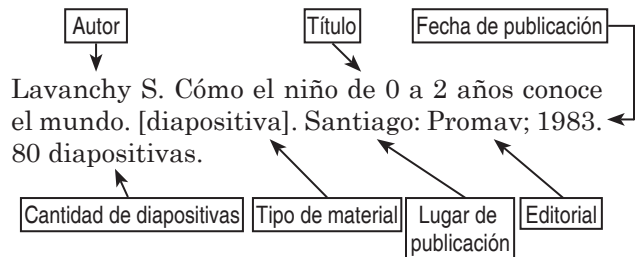 Autor Título Fecha de publicación
Lavanchy S. Cómo el niño de 0 a 2 años conoce
el mundo. [diapositiva]. Santiago: Promav; 1983.
80 diapositivas.
Cantidad de diapositivas Tipo de material Lugar de Editorial
publicación